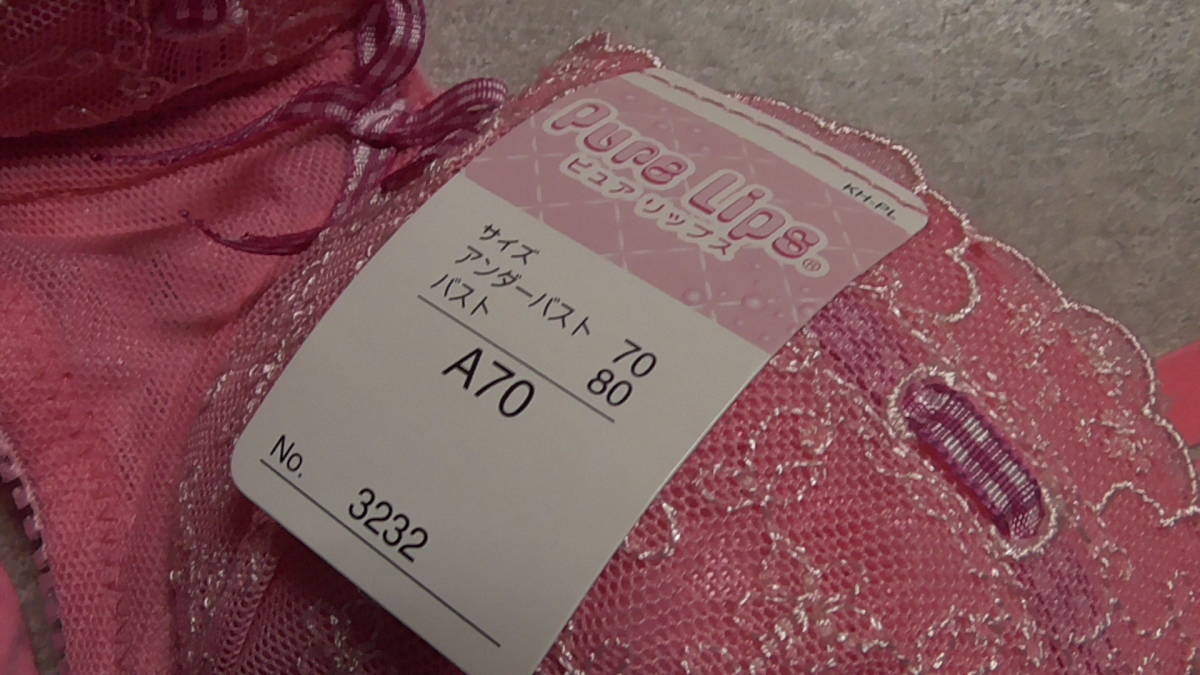 KH-PL
Pure Lips®
ピュアリップス
サイズ
アンダーバスト 70
バスト 80
A70
No. 3232